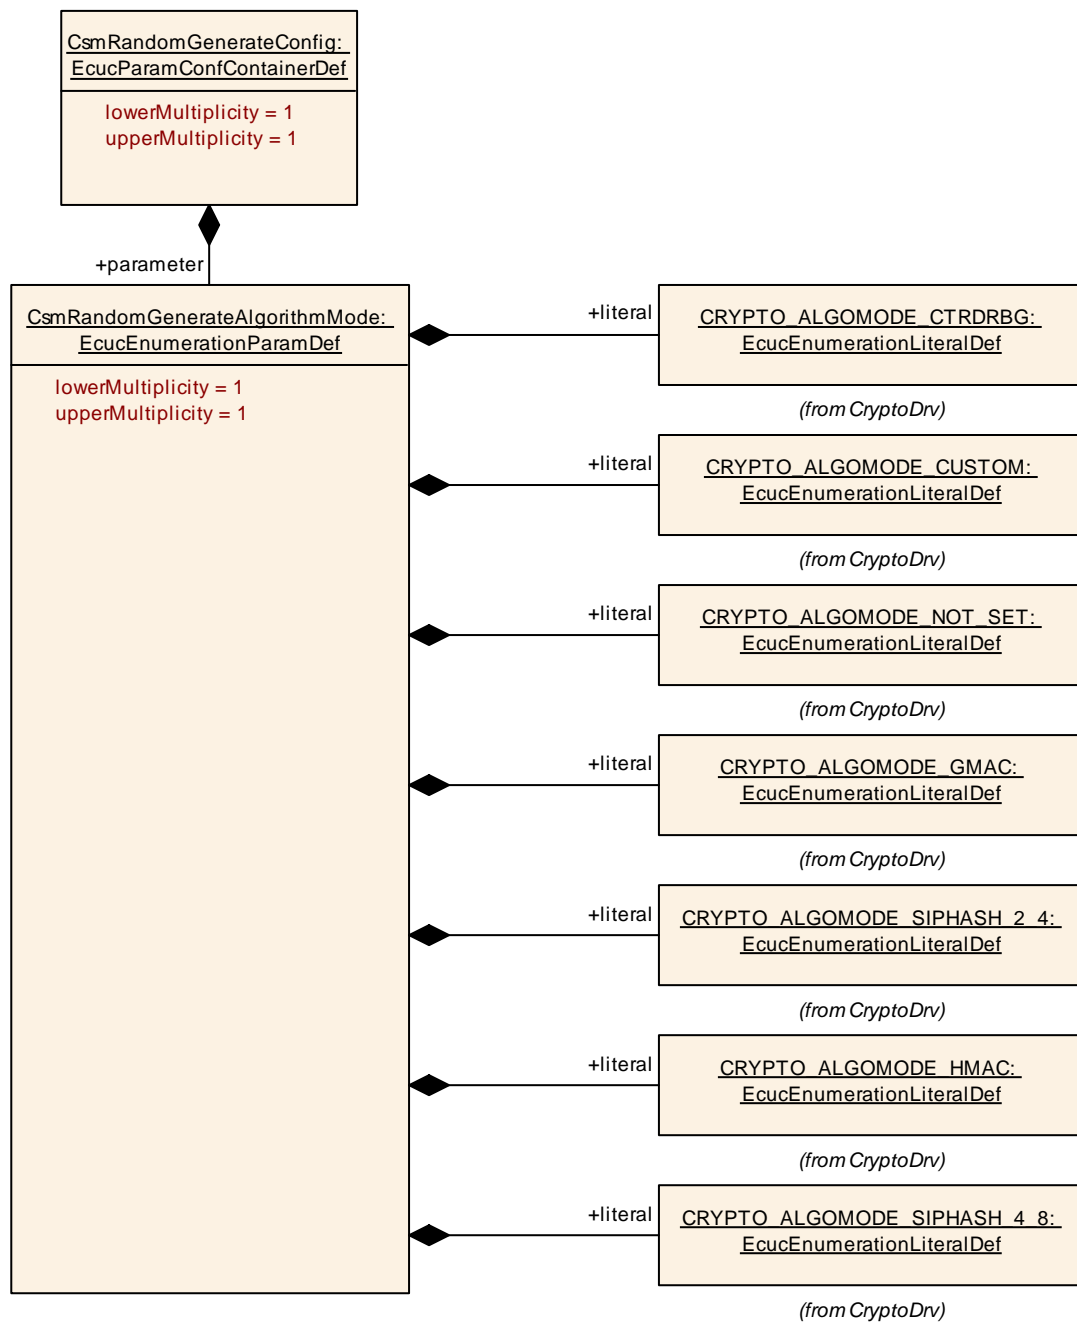 CsmRandomGenerateConfig:
EcucParamConfContainerDef
lowerMultiplicity = 1
upperMultiplicity = 1
+parameter
CsmRandomGenerateAlgorithmMode:
EcucEnumerationParamDef
lowerMultiplicity = 1
upperMultiplicity = 1
+literal
CRYPTO_ALGOMODE_CTRDRBG:
EcucEnumerationLiteralDef
(from CryptoDrv)
+literal
CRYPTO_ALGOMODE_CUSTOM:
EcucEnumerationLiteralDef
(from CryptoDrv)
+literal
CRYPTO_ALGOMODE_NOT_SET:
EcucEnumerationLiteralDef
(from CryptoDrv)
+literal
CRYPTO_ALGOMODE_GMAC:
EcucEnumerationLiteralDef
(from CryptoDrv)
+literal
CRYPTO_ALGOMODE_SIPHASH_2_4:
EcucEnumerationLiteralDef
(from CryptoDrv)
+literal
CRYPTO_ALGOMODE_HMAC:
EcucEnumerationLiteralDef
(from CryptoDrv)
+literal
CRYPTO_ALGOMODE_SIPHASH_4_8:
EcucEnumerationLiteralDef
(from CryptoDrv)